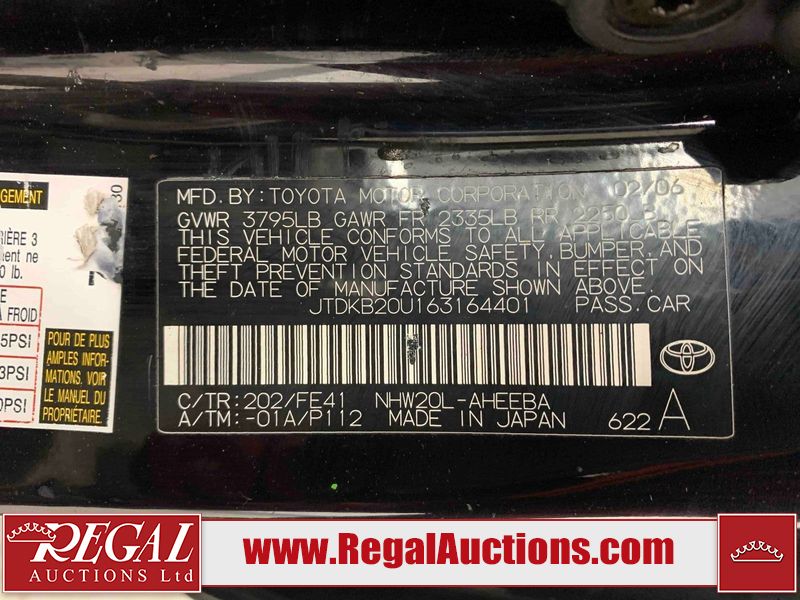 GEMENT
30
IÈRE 3
ent ne
0 lb.
E
A FROID
5PSI
3PSI
0PSI
POUR DE PLUS
AMPLES INFOR-
MATIONS. VOIR
LE MANUEL DU
PROPRIÉTAIRE
MFD. BY: TOYOTA MOTOR CORPORATION 02/06
GVWR 3795LB GAWR FR 2335LB RR 2250
THIS VEHICLE CONFORMS TO ALL APPLICABLE
FEDERAL MOTOR VEHICLE SAFETY, BUMPER, AND
THEFT PREVENTION STANDARDS IN EFFECT ON
THE DATE OF MANUFACTURE SHOWN ABOVE.
JTDKB20U163164401 PASS. CAR
C/TR: 202/FE41 NHW20L-AHEEBA
A/TM: -01A/P112 MADE IN JAPAN 622 A
REGAL
AUCTIONS Ltd
www.RegalAuctions.com